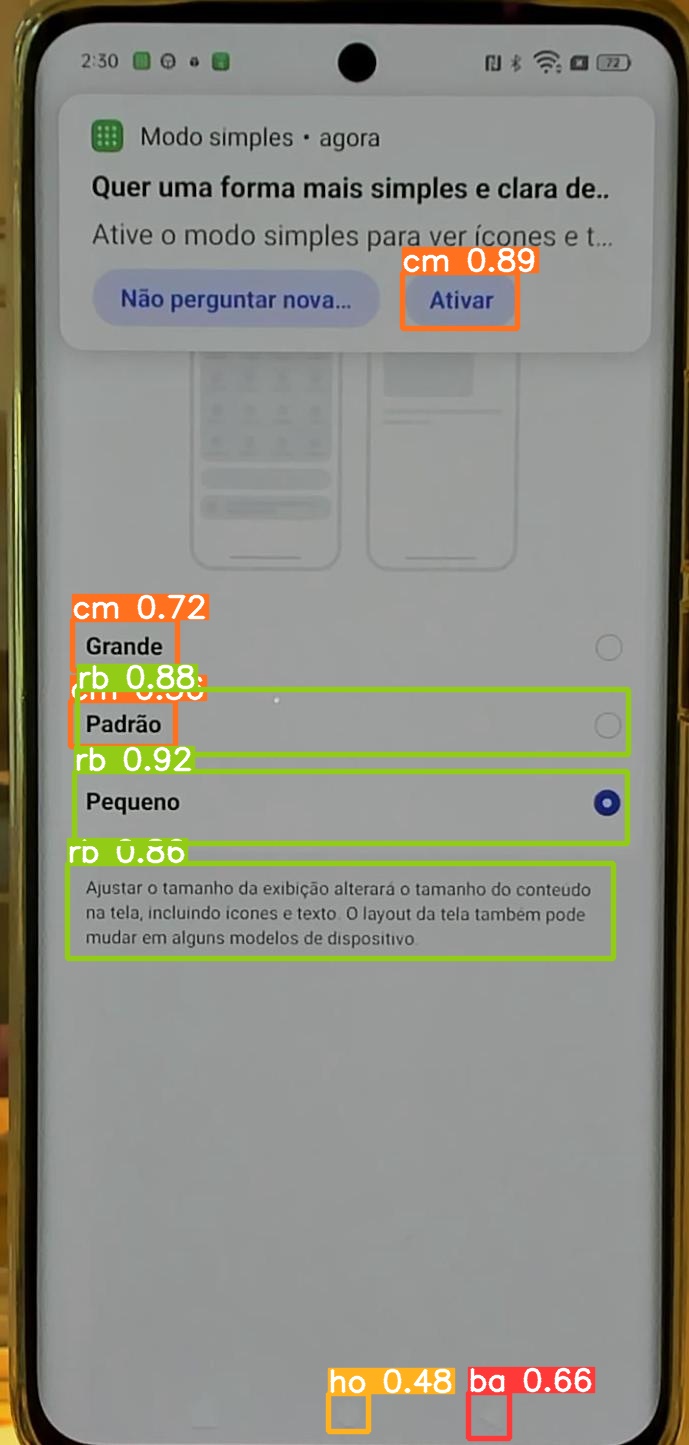 2:30 72
Modo simples • agora
Quer uma forma mais simples e clara de..
Ative o modo simples para ver ícones e t...
cm 0.89
Não perguntar nova...
Ativar
cm 0.72
Grande
rb 0.88
Padrão
rb 0.92
Pequeno
rb 0.86
Ajustar o tamanho da exibição alterará o tamanho do conteúdo
na tela, incluindo ícones e texto. O layout da tela também pode
mudar em alguns modelos de dispositivo.
ho 0.48 ba 0.66